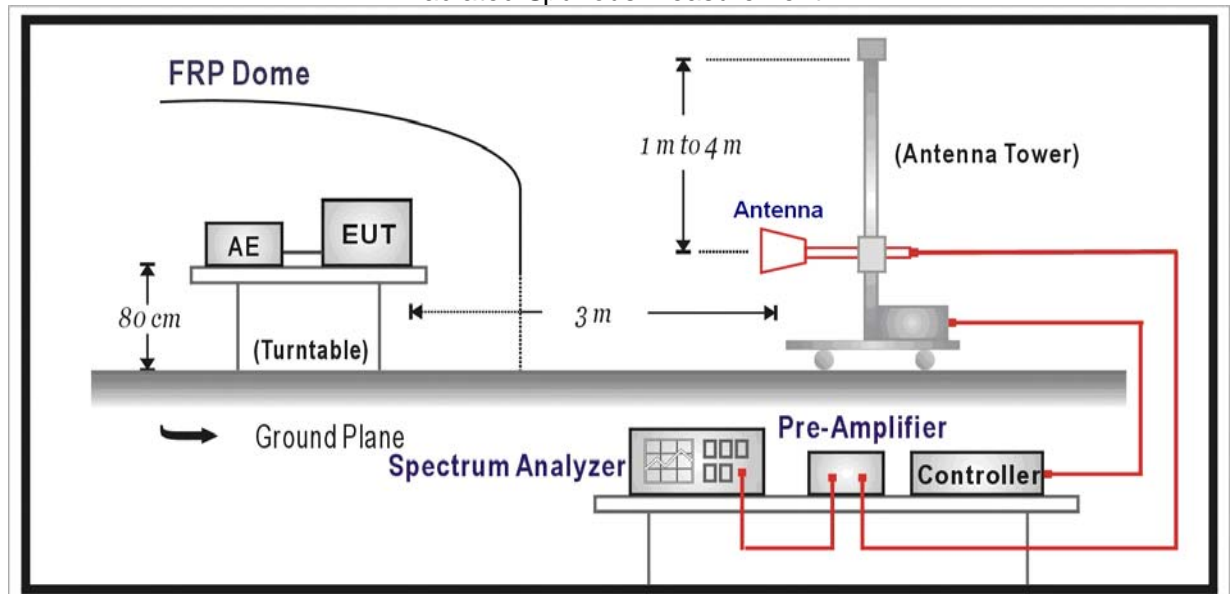 FRP Dome
1 m to 4 m
(Antenna Tower)
Antenna
AE
EUT
80 cm
3 m
(Turntable)
Ground Plane
Pre-Amplifier
Spectrum Analyzer
Controller